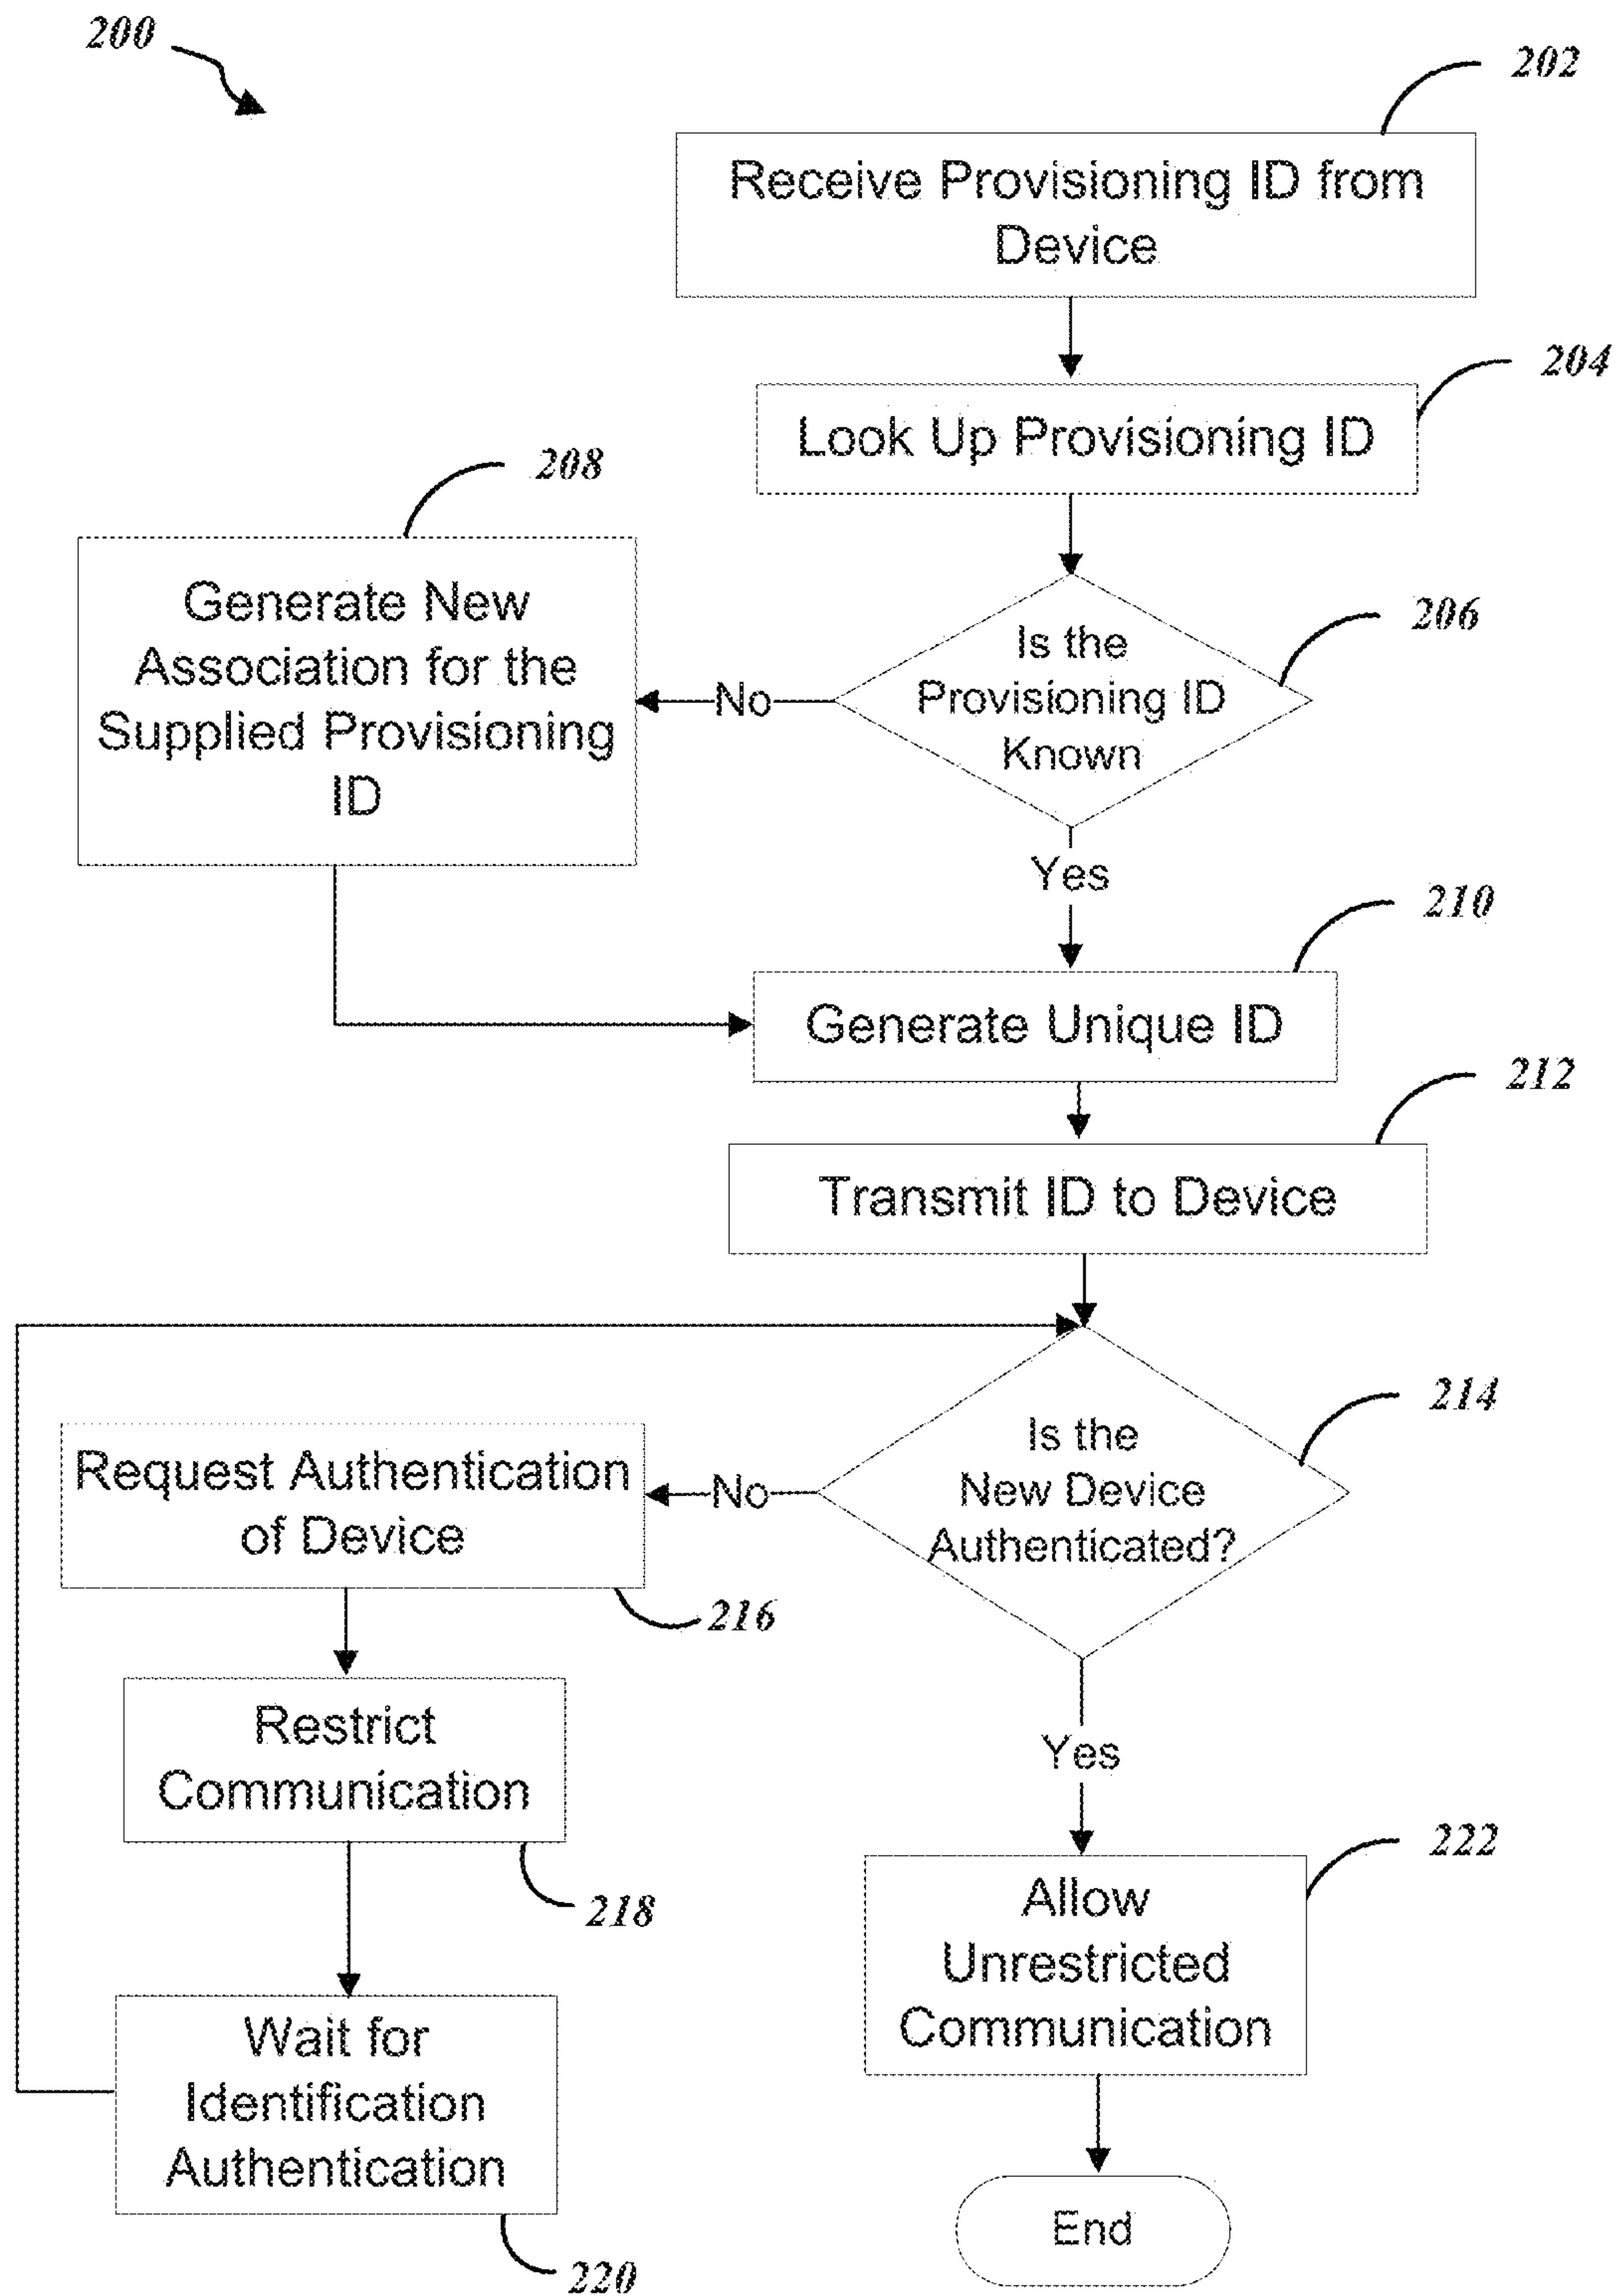 200
202
Receive Provisioning ID from
Device
204
Look Up Provisioning ID
208
Generate New
Association for the
Supplied Provisioning
ID
206
Is the
Provisioning ID
Known
No
Yes
210
Generate Unique ID
212
Transmit ID to Device
214
Is the
New Device
Authenticated?
No
Request Authentication
of Device
216
Restrict
Communication
218
Yes
222
Allow
Unrestricted
Communication
Wait for
Identification
Authentication
220
End